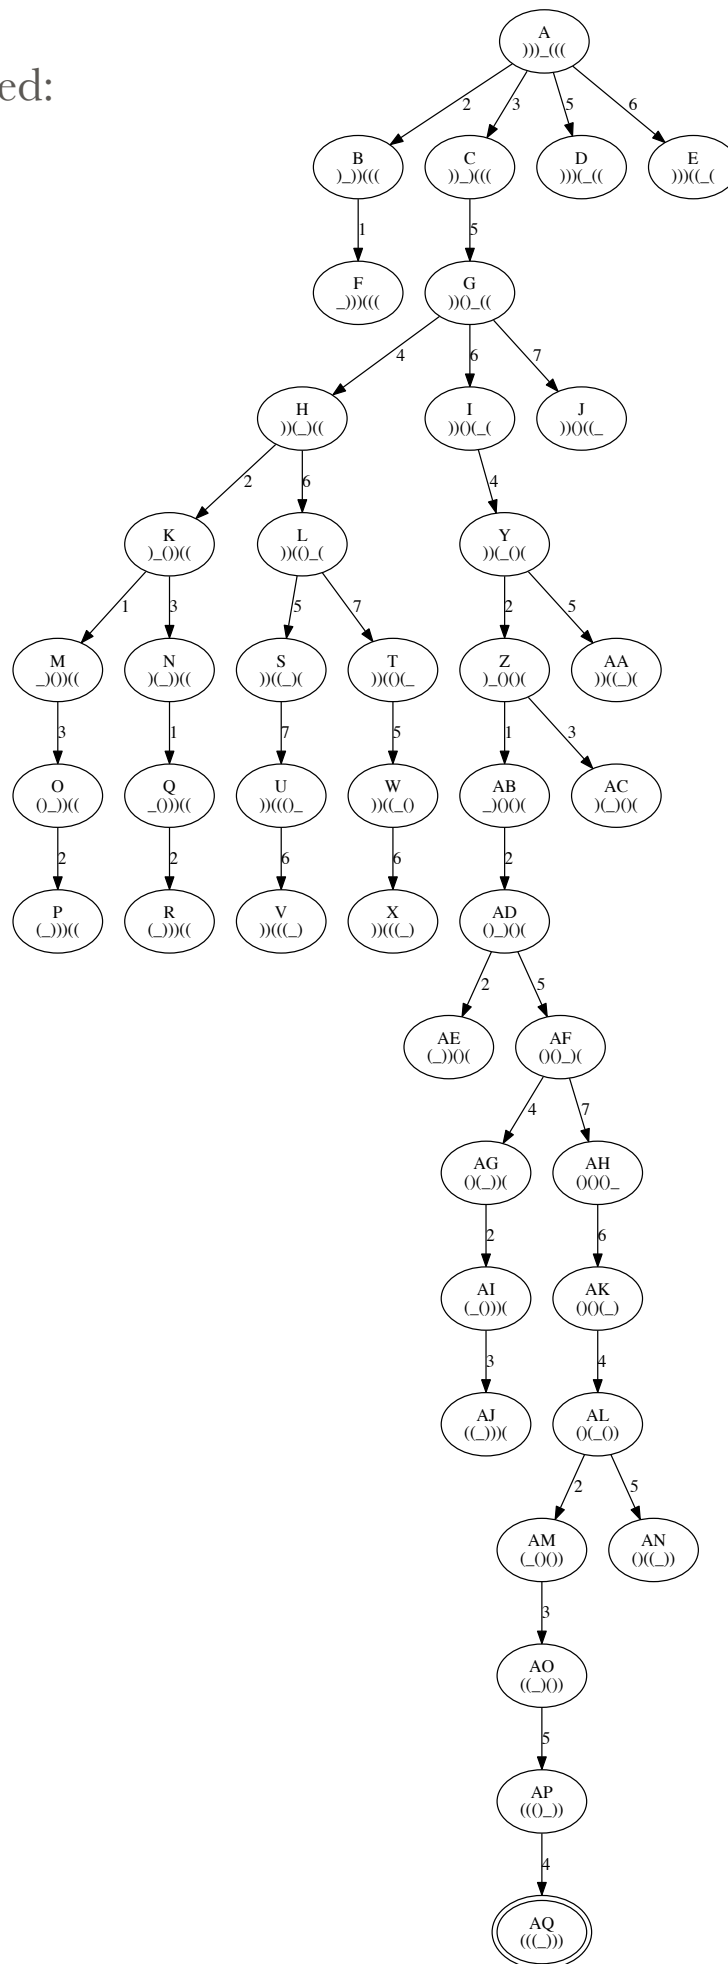 ed:
A
)))_(((
2
3
5
6
B
)_))(((
C
))_)(((
D
)))(_((
E
)))((_(
1
5
F
_)))(((
G
))()_((
4
6
7
H
))(_)((
I
))()(_(
J
))()((_
2
6
4
K
)_())((
L
))(()_(
Y
))(_()(
1
3
5
7
2
5
M
_)())((
N
)(_))((
S
))((_)(
T
))(()(_
Z
)_()()(
AA
))((_)(
3
1
7
5
1
3
O
()_))((
Q
_()))((
U
))((()_
W
))((_()
AB
_)()()(
AC
)(_)()(
2
2
6
6
2
P
(_)))((
R
(_)))((
V
))(((_)
X
))(((_)
AD
()_)()(
2
5
AE
(_))()(
AF
()()_)(
4
7
AG
()(_))(
AH
()()()_
2
6
AI
(_()))(
AK
()()(_)
3
4
AJ
((_)))(
AL
()(_())
2
5
AM
(_()())
AN
()((_))
3
AO
((_)())
5
AP
((()_))
4
AQ
(((_)))